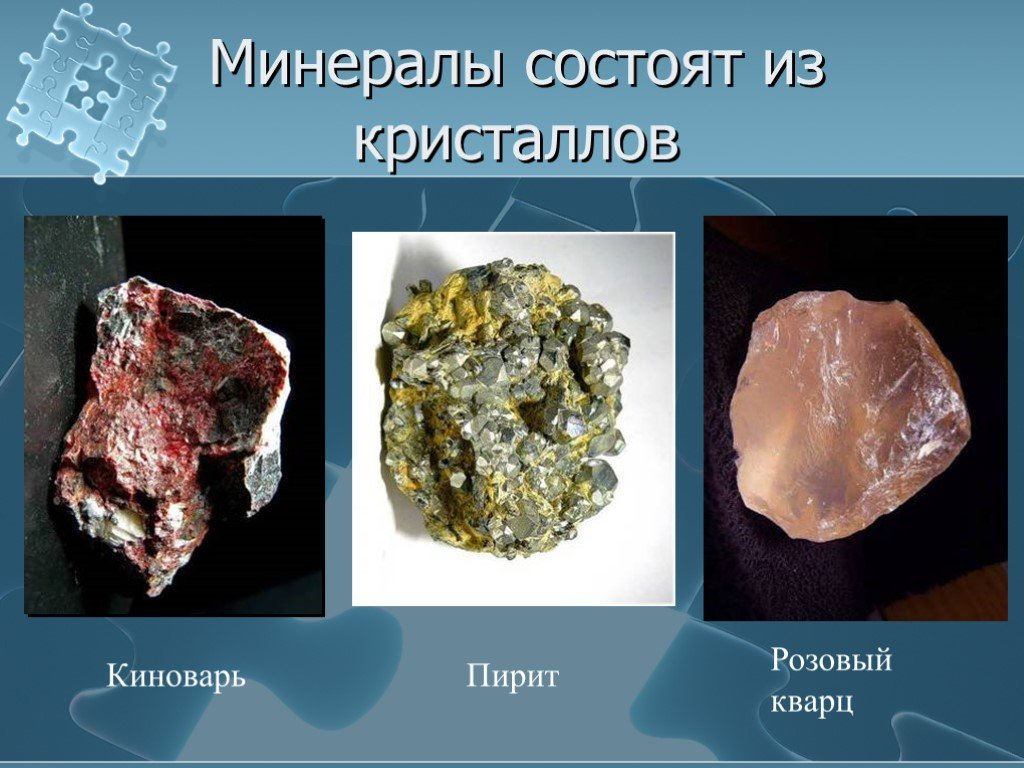 Минералы состоят из
кристаллов
Киноварь
Пирит
Розовый
кварц